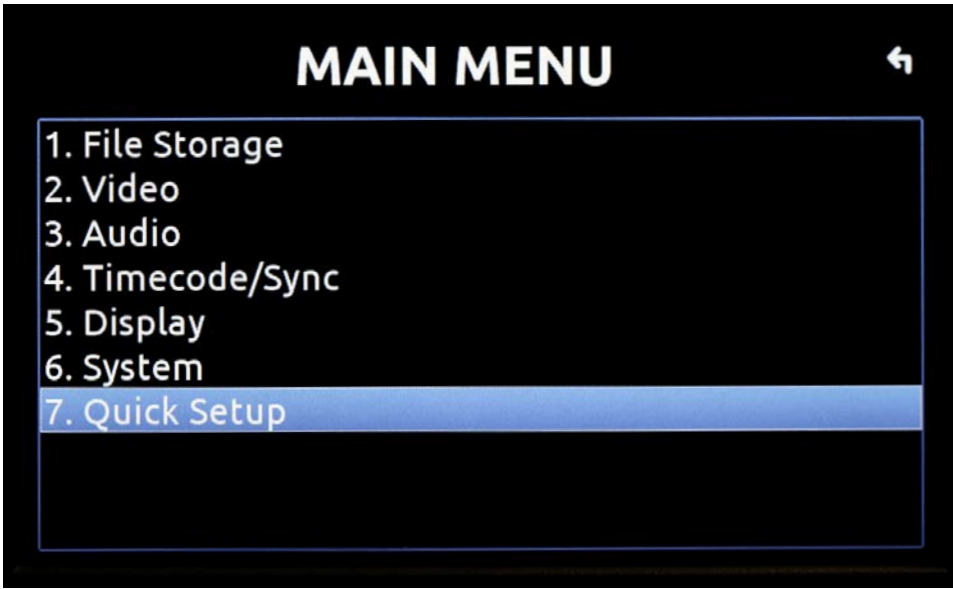 MAIN MENU
1. File Storage
2. Video
3. Audio
4. Timecode/Sync
5. Display
6. System
7. Quick Setup